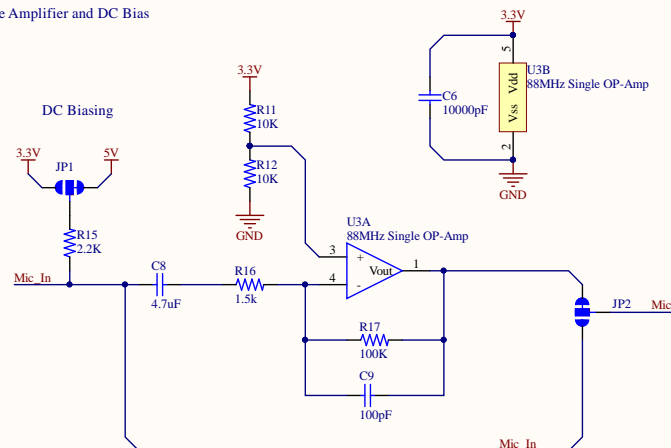 e Amplifier and DC Bias
3.3V
5
U3B
Vdd
Vss
88MHz Single OP-Amp
C6
10000pF
2
GND
3.3V
R11
10K
R12
10K
GND
DC Biasing
3.3V
5V
JP1
R15
2.2K
Mic_In
C8
4.7uF
R16
1.5k
U3A
88MHz Single OP-Amp
3
+
Vout
1
4
-
R17
100K
C9
100pF
JP2
Mic
Mic_In